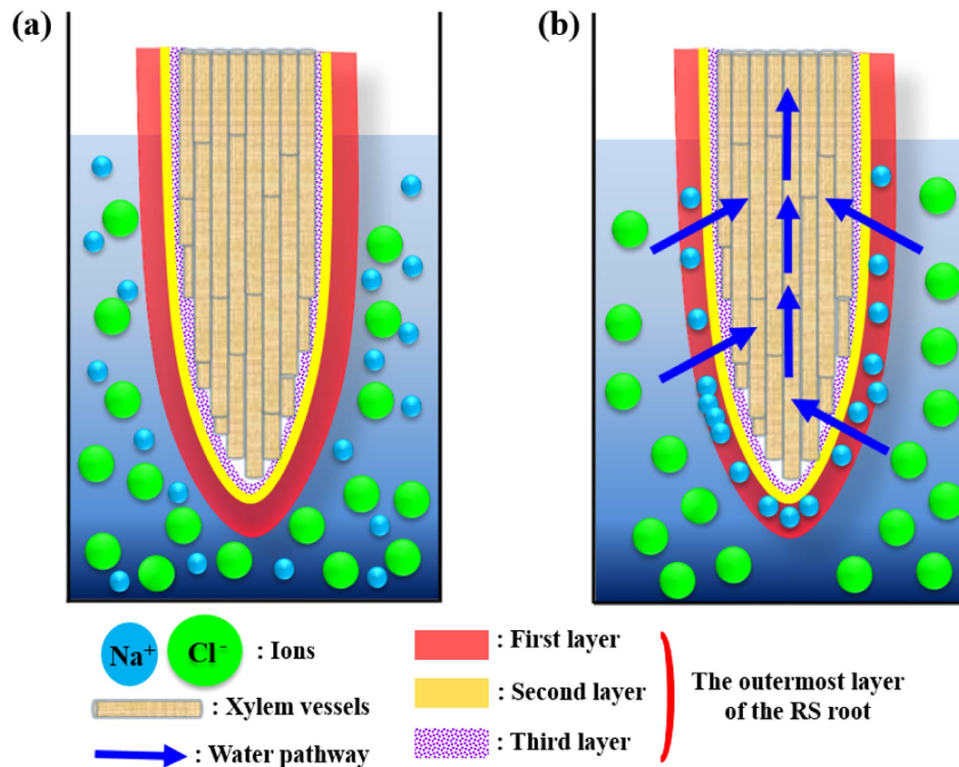 (a)
(b)
Na⁺
Cl⁻
: Ions
: Xylem vessels
: Water pathway
: First layer
: Second layer
: Third layer
The outermost layer
of the RS root